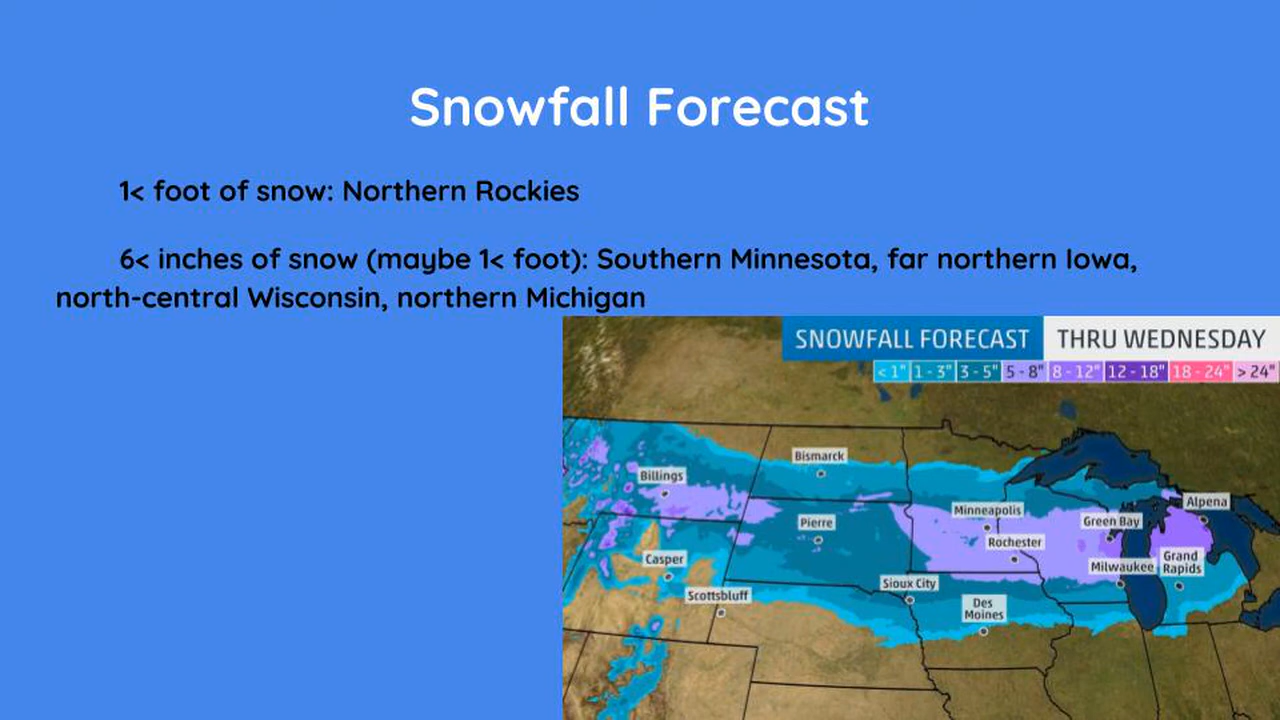 Snowfall Forecast
1< foot of snow: Northern Rockies
6< inches of snow (maybe 1< foot): Southern Minnesota, far northern Iowa,
north-central Wisconsin, northern Michigan
SNOWFALL FORECAST THRU WEDNESDAY
< 1" 1 - 3" 3 - 5" 5 - 8" 8 - 12" 12 - 18" 18 - 24" > 24"
Bismarck
Billings
Alpena
Minneapolis
Pierre
Green Bay
Rochester
Casper
Milwaukee
Grand
Rapids
Sioux City
Scottsbluff
Des
Moines